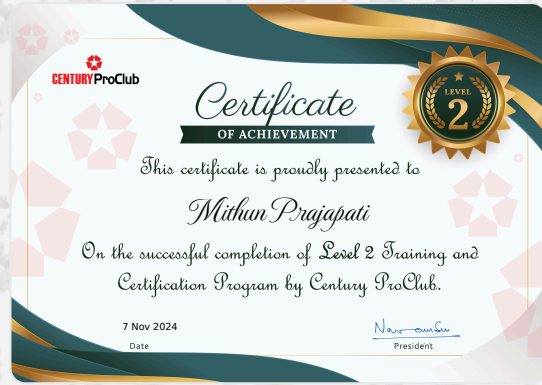 CENTURY ProClub
Certificate
OF ACHIEVEMENT
LEVEL
2
This certificate is proudly presented to
Mithun Prajapati
On the successful completion of Level 2 Training and
Certification Program by Century ProClub.
7 Nov 2024
Date
President